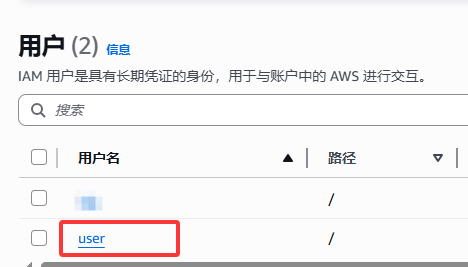 用户 (2) 信息
IAM 用户是具有长期凭证的身份，用于与账户中的 AWS 进行交互。
搜索
用户名 路径
/
user /